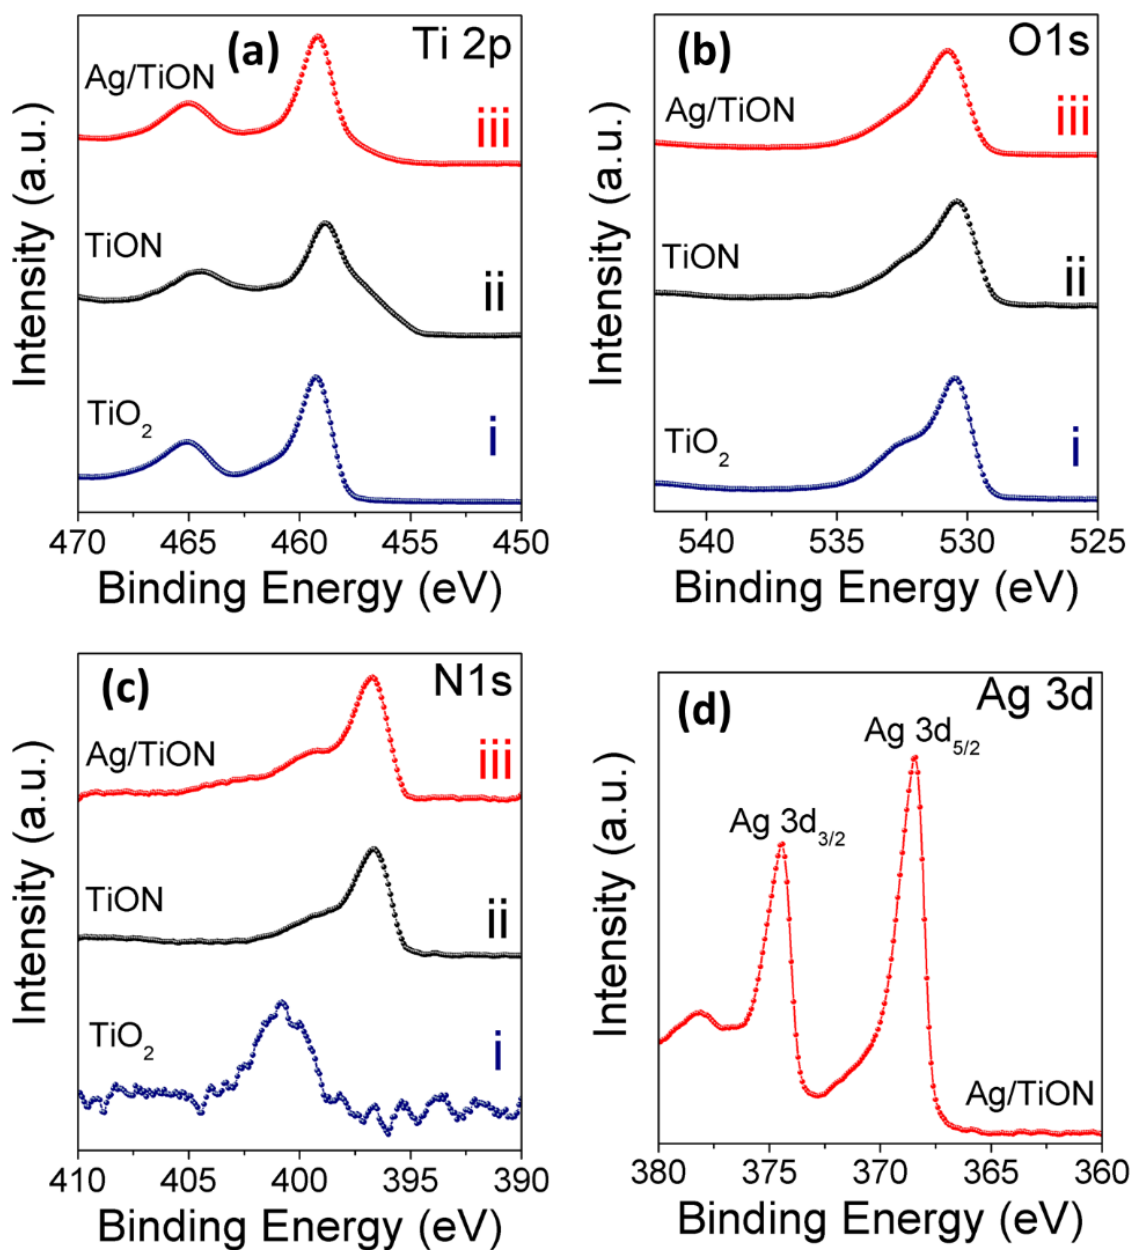 (a)
Ti 2p
Ag/TiON
iii
TiON
ii
TiO₂
i
Intensity (a.u.)
470 465 460 455 450
Binding Energy (eV)
(b)
O1s
Ag/TiON
iii
TiON
ii
TiO₂
i
Intensity (a.u.)
540 535 530 525
Binding Energy (eV)
(c)
N1s
Ag/TiON
iii
TiON
ii
TiO₂
i
Intensity (a.u.)
410 405 400 395 390
Binding Energy (eV)
(d)
Ag 3d
Ag 3d₅/₂
Ag 3d₃/₂
Ag/TiON
Intensity (a.u.)
380 375 370 365 360
Binding Energy (eV)